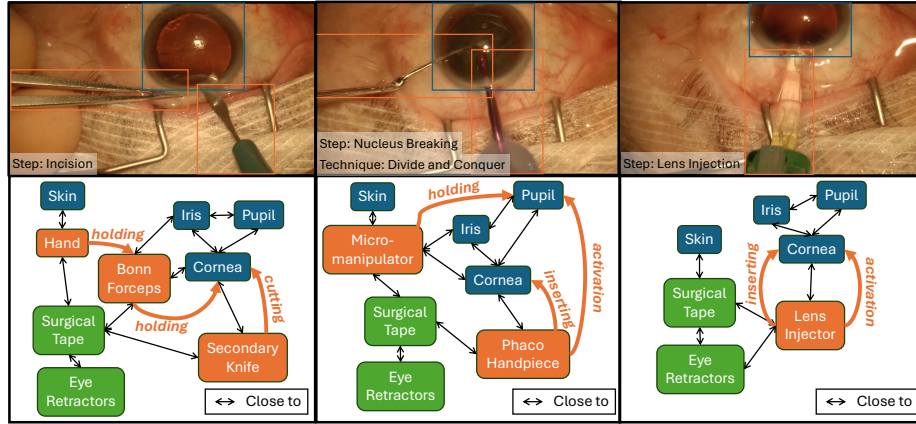 Step: Incision
Step: Nucleus Breaking
Technique: Divide and Conquer
Step: Lens Injection
Skin
Iris
Pupil
Hand
holding
Bonn
Forceps
Cornea
cutting
holding
Surgical
Tape
Secondary
Knife
Eye
Retractors
Close to
Skin
holding
Pupil
Micro-
manipulator
Iris
Cornea
activation
inserting
Surgical
Tape
Phaco
Handpiece
Eye
Retractors
Close to
Pupil
Iris
Skin
Cornea
inserting
activation
Surgical
Tape
Lens
Injector
Eye
Retractors
Close to